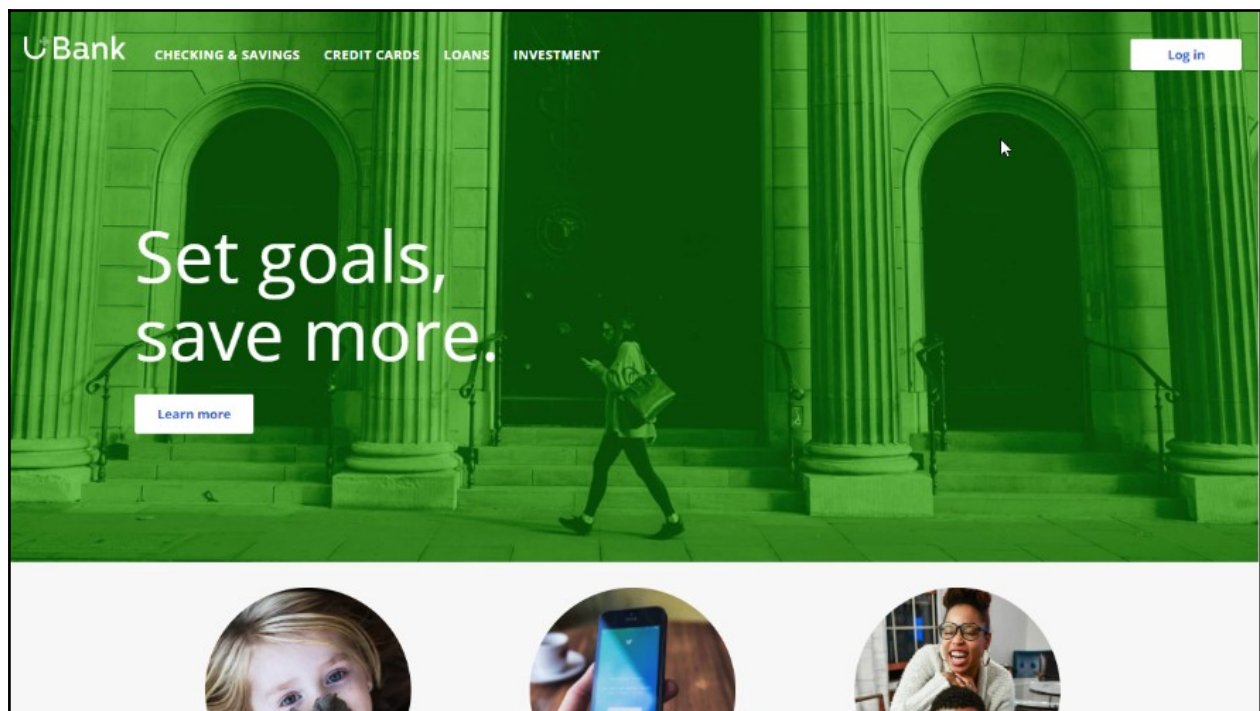 UBank
CHECKING & SAVINGS CREDIT CARDS LOANS INVESTMENT
Log in
Set goals,
save more.
Learn more